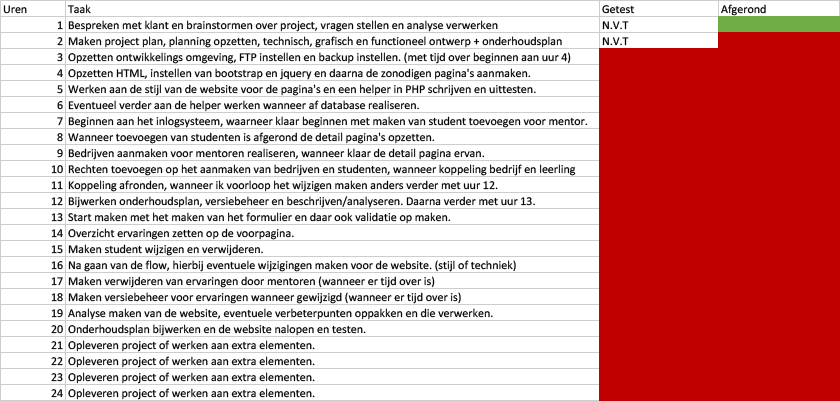 Uren Taak Getest Afgerond
1 Bespreken met klant en brainstormen over project, vragen stellen en analyse verwerken N.V.T
2 Maken project plan, planning opzetten, technisch, grafisch en functioneel ontwerp + onderhoudsplan N.V.T
3 Opzetten ontwikkelings omgeving, FTP instellen en backup instellen. (met tijd over beginnen aan uur 4)
4 Opzetten HTML, instellen van bootstrap en jquery en daarna de zonodigen pagina's aanmaken.
5 Werken aan de stijl van de website voor de pagina's en een helper in PHP schrijven en uittesten.
6 Eventueel verder aan de helper werken wanneer af database realiseren.
7 Beginnen aan het inlogsysteem, waarneer klaar beginnen met maken van student toevoegen voor mentor.
8 Wanneer toevoegen van studenten is afgerond de detail pagina's opzetten.
9 Bedrijven aanmaken voor mentoren realiseren, wanneer klaar de detail pagina ervan.
10 Rechten toevoegen op het aanmaken van bedrijven en studenten, wanneer koppeling bedrijf en leerling
11 Koppeling afronden, wanneer ik voorloop het wijzigen maken anders verder met uur 12.
12 Bijwerken onderhoudsplan, versiebeheer en beschrijven/analyseren. Daarna verder met uur 13.
13 Start maken met het maken van het formulier en daar ook validatie op maken.
14 Overzicht ervaringen zetten op de voorpagina.
15 Maken student wijzigen en verwijderen.
16 Na gaan van de flow, hierbij eventuele wijzigingen maken voor de website. (stijl of techniek)
17 Maken verwijderen van ervaringen door mentoren (wanneer er tijd over is)
18 Maken versiebeheer voor ervaringen wanneer gewijzigd (wanneer er tijd over is)
19 Analyse maken van de website, eventuele verbeterpunten oppakken en die verwerken.
20 Onderhoudsplan bijwerken en de website nalopen en testen.
21 Opleveren project of werken aan extra elementen.
22 Opleveren project of werken aan extra elementen.
23 Opleveren project of werken aan extra elementen.
24 Opleveren project of werken aan extra elementen.